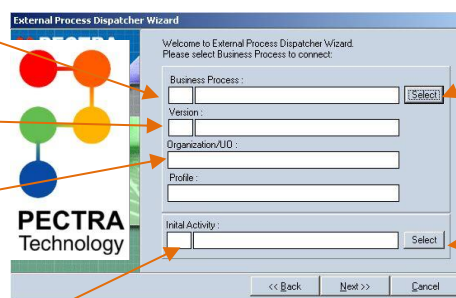 External Process Dispatcher Wizard
Welcome to External Process Dispatcher Wizard.
Please select Business Process to connect:
Business Process :
Select
Version :
Organization/UO :
Profile :
PECTRA
Technology
Inital Activity :
Select
<< Back
Next >>
Cancel